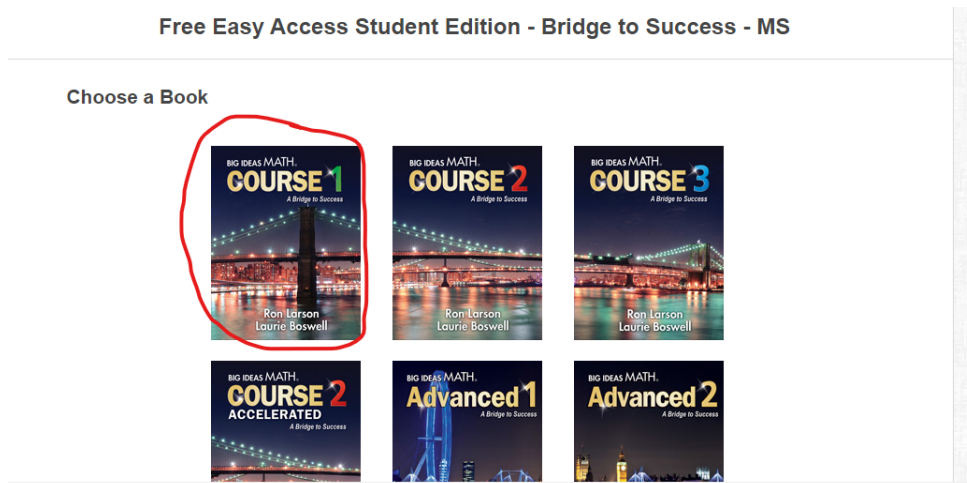 Free Easy Access Student Edition - Bridge to Success - MS
Choose a Book
BIG IDEAS MATH.
COURSE 1
A Bridge to Success
Ron Larson
Laurie Boswell
BIG IDEAS MATH.
COURSE 2
A Bridge to Success
Ron Larson
Laurie Boswell
BIG IDEAS MATH.
COURSE 3
A Bridge to Success
Ron Larson
Laurie Boswell
BIG IDEAS MATH.
COURSE 2
ACCELERATED
A Bridge to Success
BIG IDEAS MATH.
Advanced 1
A Bridge to Success
BIG IDEAS MATH.
Advanced 2
A Bridge to Success